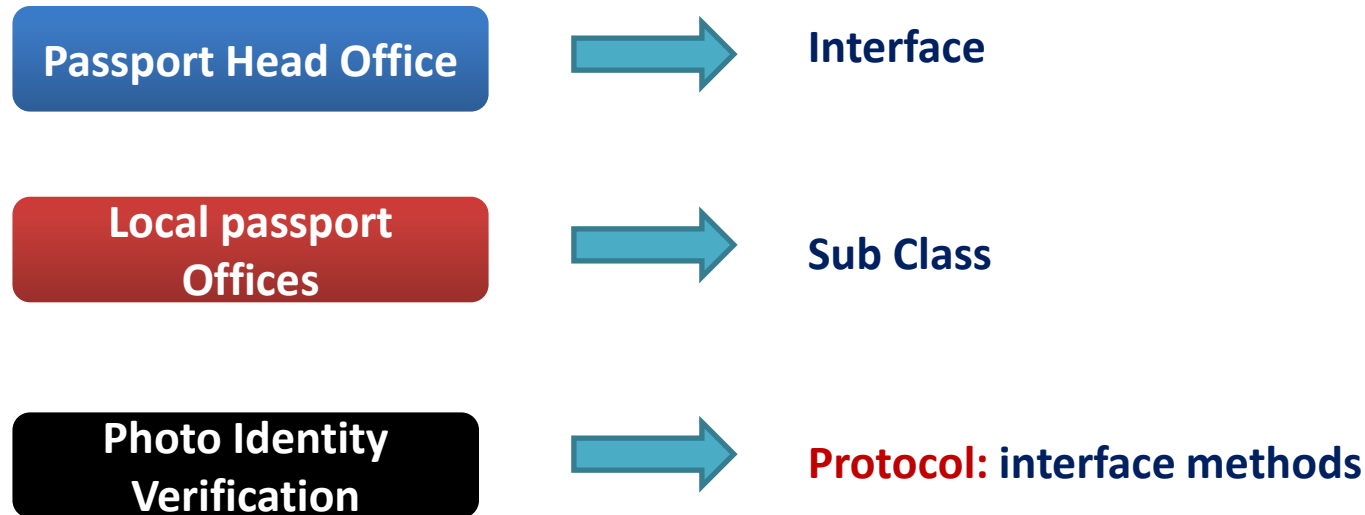 Passport Head Office
Interface
Local passport
Offices
Sub Class
Photo Identity
Verification
Protocol: interface methods